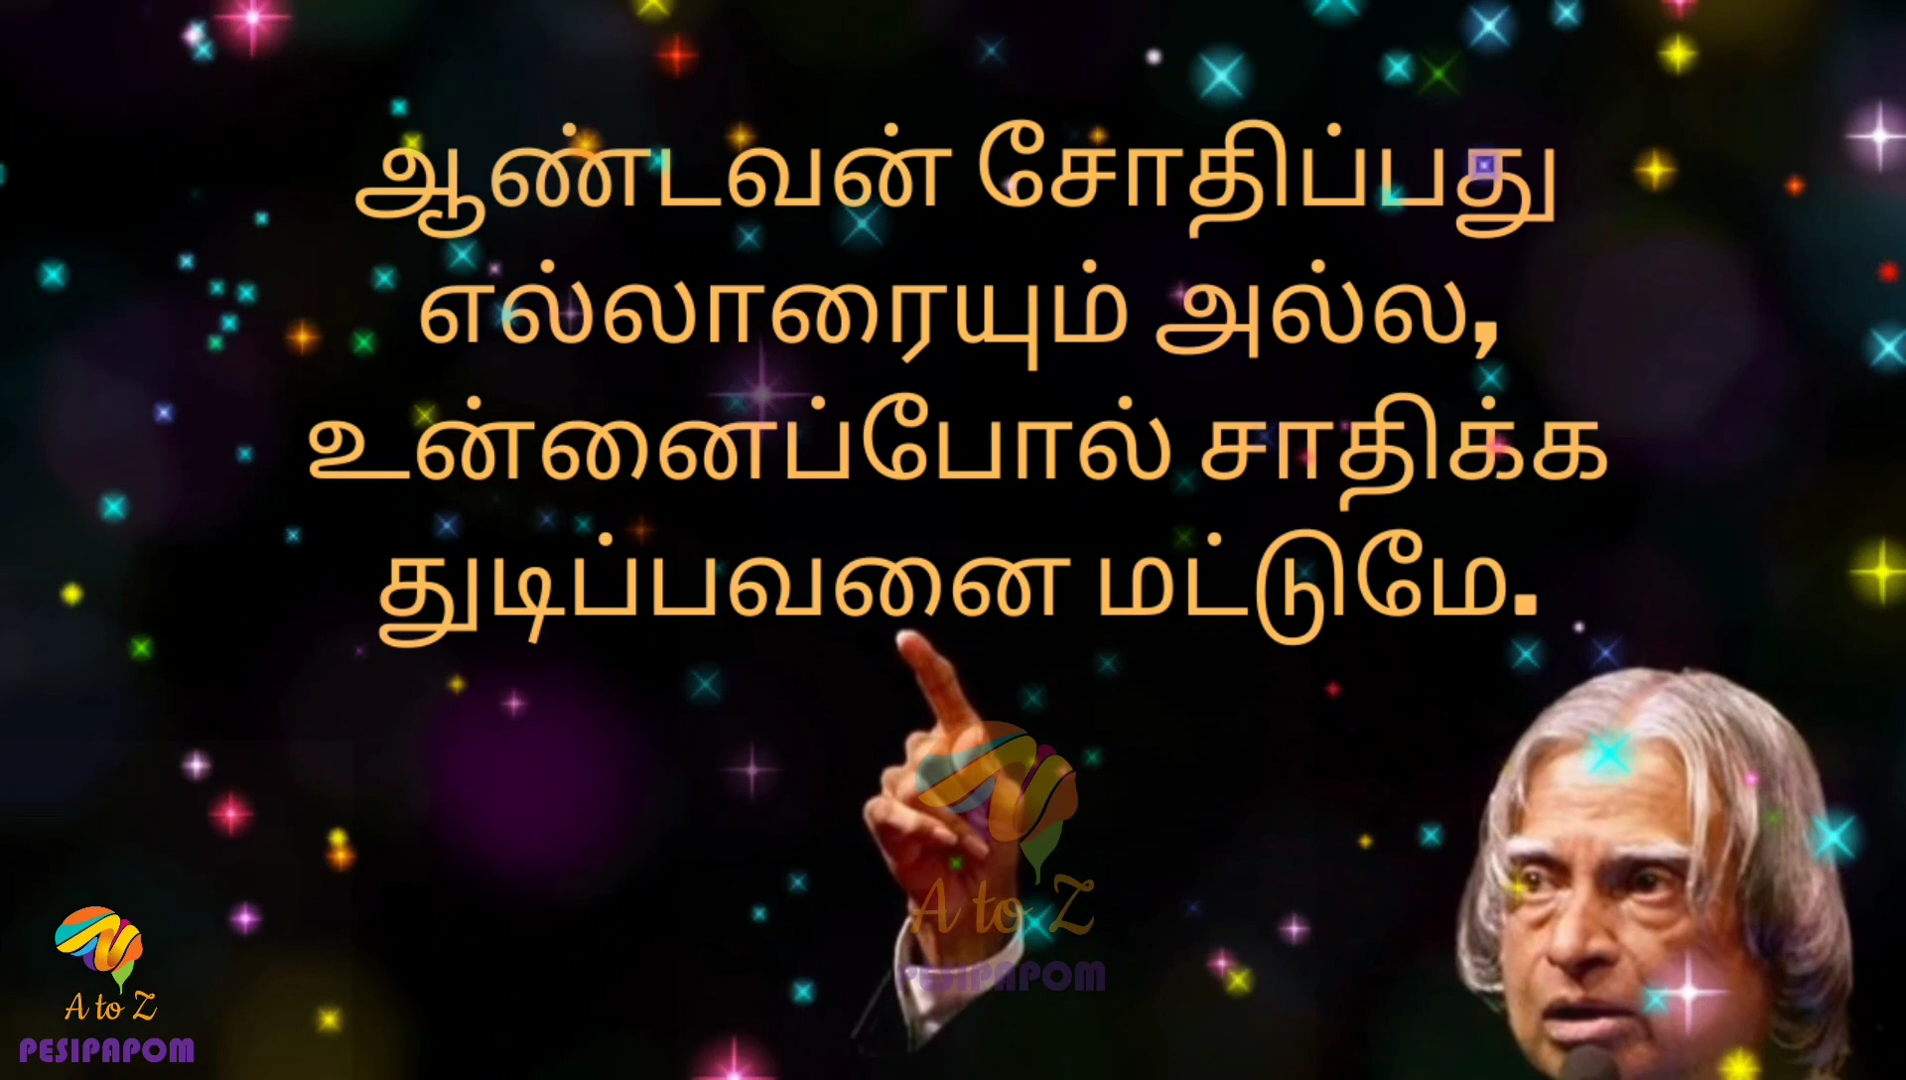 ஆண்டவன் சோதிப்பது
எல்லாரையும் அல்ல,
உன்னைப்போல் சாதிக்க
துடிப்பவனை மட்டுமே.
A to Z
PESIPAPOM
A to Z
PESIPAPOM